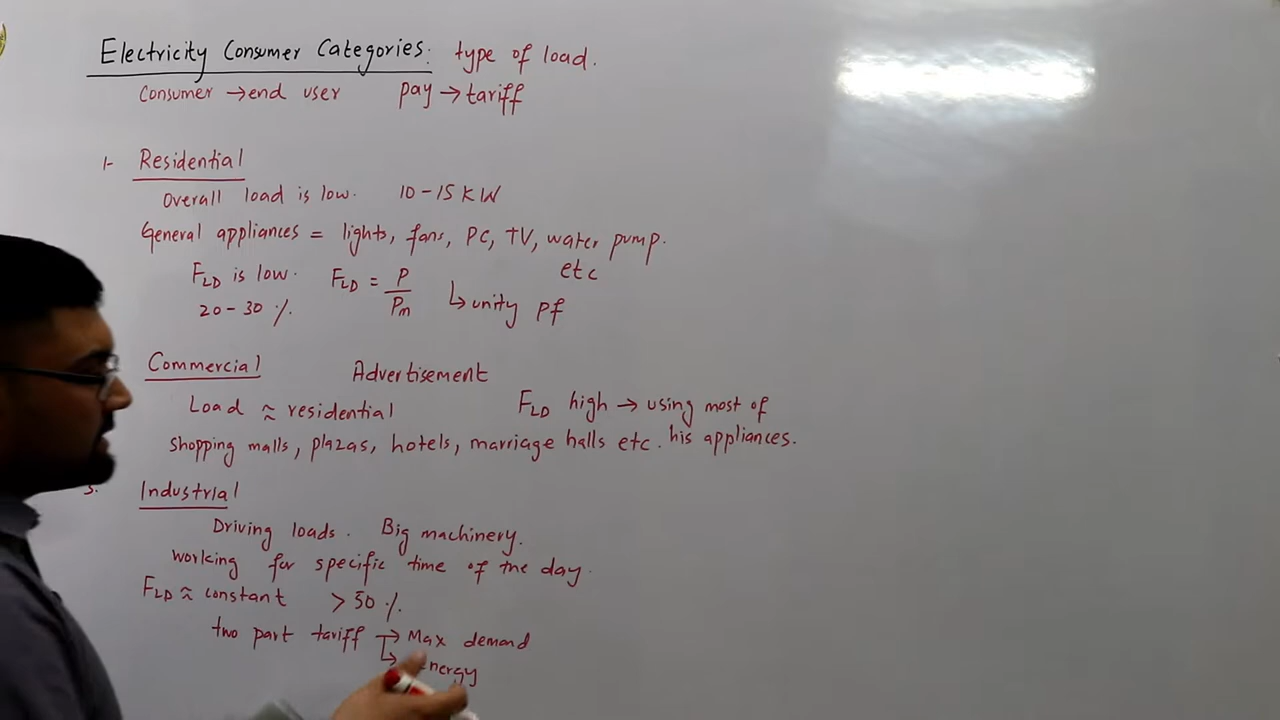 Electricity Consumer Categories: type of load.
Consumer → end user pay → tariff
1- Residential
Overall load is low. 10-15 KW
General appliances = lights, fans, PC, TV, water pump.
etc
FLD is low. FLD = P/Pm ↳ unity pf
20-30 %.
Commercial Advertisement
Load ≈ residential FLD high → using most of
shopping malls, plazas, hotels, marriage halls etc. his appliances.
3. Industrial
Driving loads. Big machinery.
working for specific time of the day.
FLD ≈ constant > 50 %.
two part tariff → Max demand
↳ energy